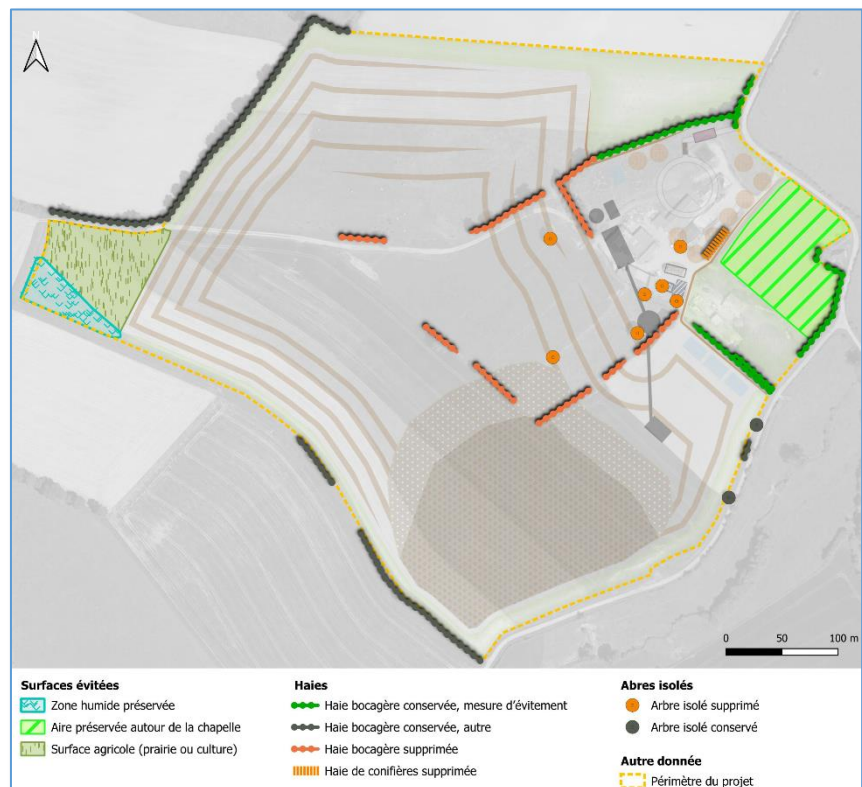 N
0 50 100 m
Surfaces évitées
Zone humide préservée
Aire préservée autour de la chapelle
Surface agricole (prairie ou culture)
Haies
Haie bocagère conservée, mesure d'évitement
Haie bocagère conservée, autre
Haie bocagère supprimée
Haie de conifères supprimée
Abres isolés
Arbre isolé supprimé
Arbre isolé conservé
Autre donnée
Périmètre du projet